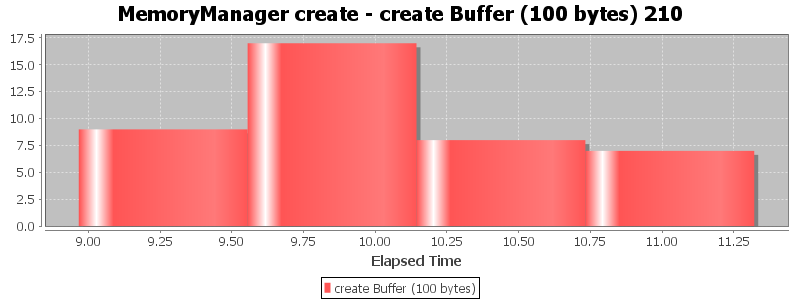 MemoryManager create - create Buffer (100 bytes) 210
17.5
15.0
12.5
10.0
7.5
5.0
2.5
0.0
9.00 9.25 9.50 9.75 10.00 10.25 10.50 10.75 11.00 11.25
Elapsed Time
create Buffer (100 bytes)